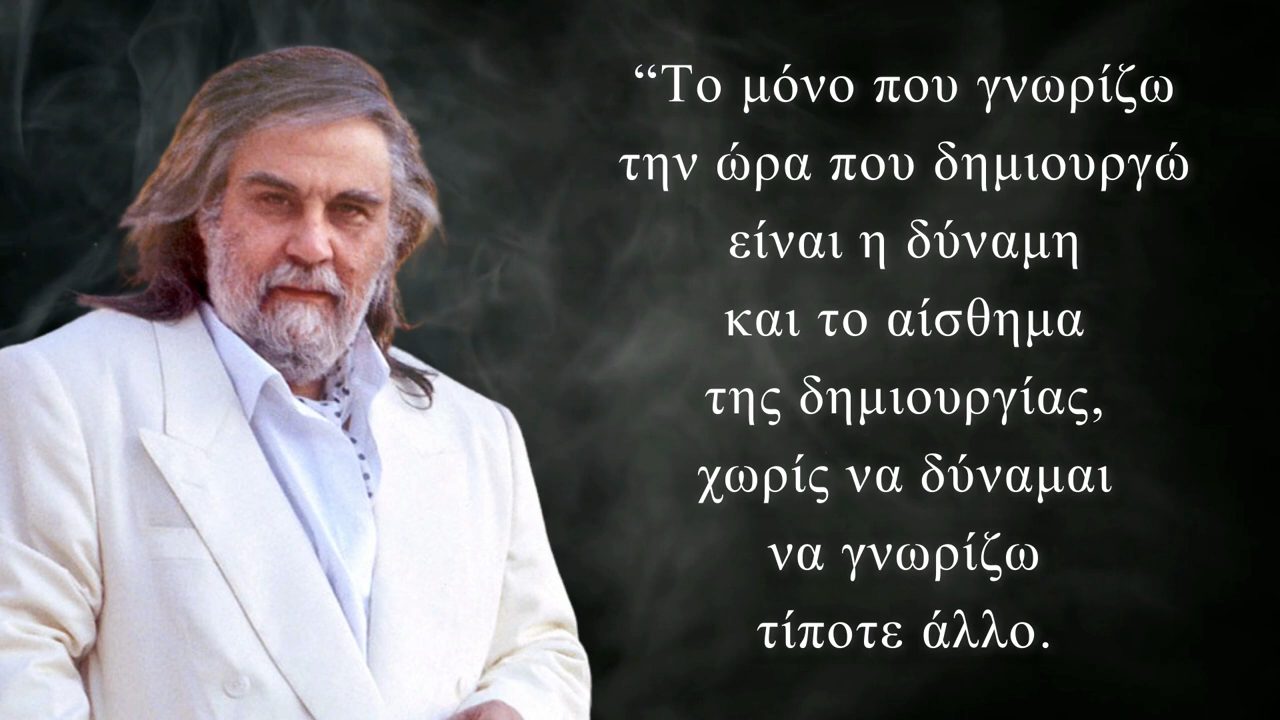 “Το μόνο που γνωρίζω
την ώρα που δημιουργώ
είναι η δύναμη
και το αίσθημα
της δημιουργίας,
χωρίς να δύναμαι
να γνωρίζω
τίποτε άλλο.